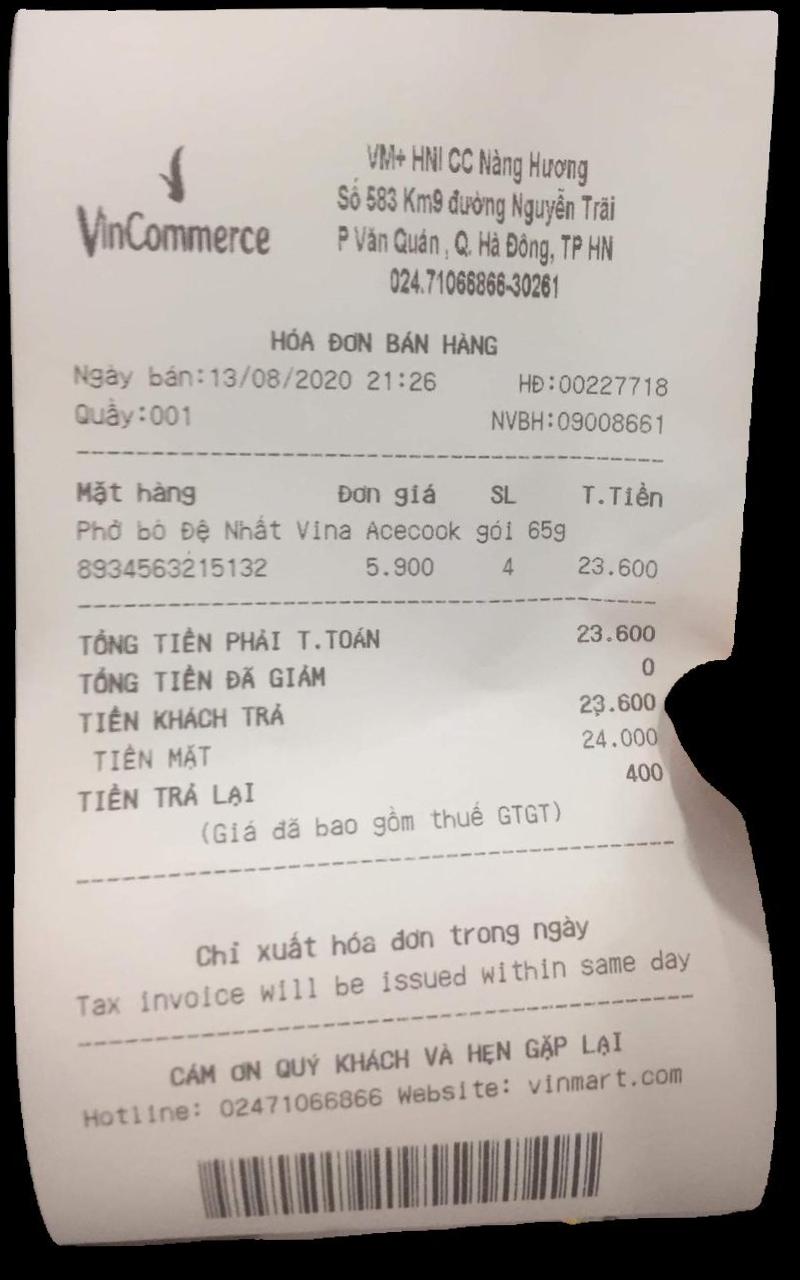 VinCommerce
VM+ HNI CC Nàng Hương
Số 583 Km9 đường Nguyễn Trãi
P Văn Quán , Q. Hà Đông, TP HN
024.71066866-30261
HÓA ĐƠN BÁN HÀNG
Ngày bán:13/08/2020 21:26 HĐ:00227718
Quầy:001 NVBH:09008661
Mặt hàng Đơn giá SL T.Tiền
Phở bò Đệ Nhất Vina Acecook gói 65g
8934563215132 5.900 4 23.600
TỔNG TIỀN PHẢI T.TOÁN 23.600
TỔNG TIỀN ĐÃ GIẢM 0
TIỀN KHÁCH TRẢ 23.600
TIỀN MẶT 24.000
TIỀN TRẢ LẠI 400
(Giá đã bao gồm thuế GTGT)
Chỉ xuất hóa đơn trong ngày
Tax invoice will be issued within same day
CẢM ƠN QUÝ KHÁCH VÀ HẸN GẶP LẠI
Hotline: 02471066866 Website: vinmart.com